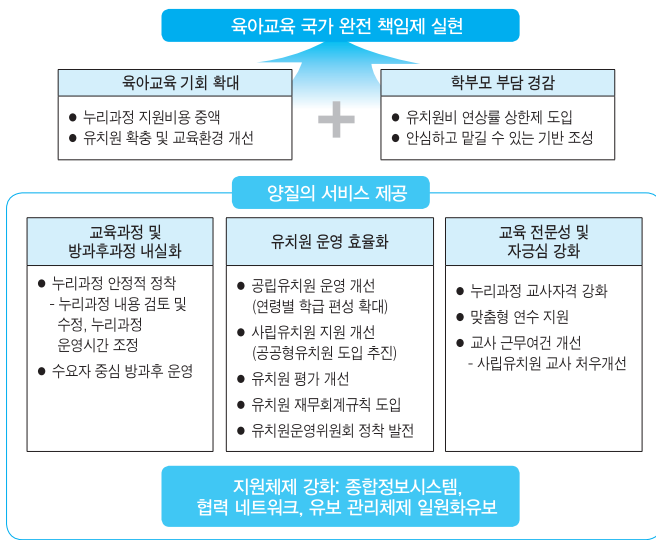 육아교육 국가 완전 책임제 실현
육아교육 기회 확대
● 누리과정 지원비용 중액
● 유치원 확충 및 교육환경 개선
+
학부모 부담 경감
● 유치원비 연상률 상한제 도입
● 안심하고 맡길 수 있는 기반 조성
양질의 서비스 제공
교육과정 및
방과후과정 내실화
● 누리과정 안정적 정착
- 누리과정 내용 검토 및
수정, 누리과정
운영시간 조정
● 수요자 중심 방과후 운영
유치원 운영 효율화
● 공립유치원 운영 개선
(연령별 학급 편성 확대)
● 사립유치원 지원 개선
(공공형유치원 도입 추진)
● 유치원 평가 개선
● 유치원 재무회계규칙 도입
● 유치원운영위원회 정착 발전
교육 전문성 및
자긍심 강화
● 누리과정 교사자격 강화
● 맞춤형 연수 지원
● 교사 근무여건 개선
- 사립유치원 교사 처우개선
지원체제 강화: 종합정보시스템,
협력 네트워크, 유보 관리체제 일원화유보